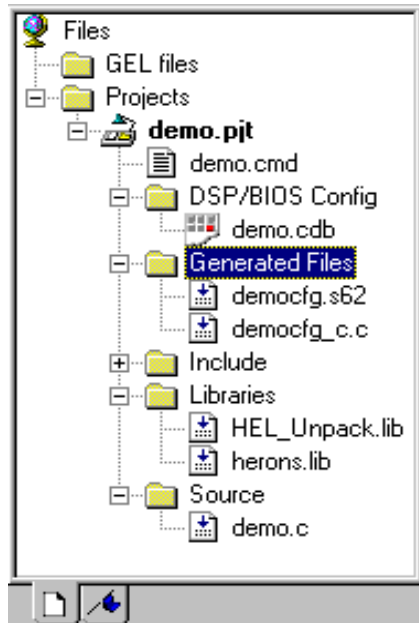 Files
GEL files
Projects
demo.pjt
demo.cmd
DSP/BIOS Config
demo.cdb
Generated Files
democfg.s62
democfg_c.c
Include
Libraries
HEL_Unpack.lib
herons.lib
Source
demo.c